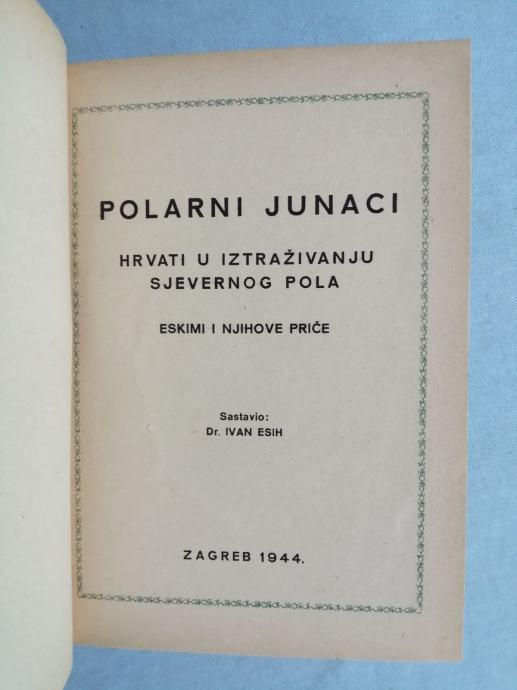 POLARNI JUNACI
HRVATI U IZTRAŽIVANJU
SJEVERNOG POLA
ESKIMI I NJIHOVE PRIČE
Sastavio:
Dr. IVAN ESIH
ZAGREB 1944.